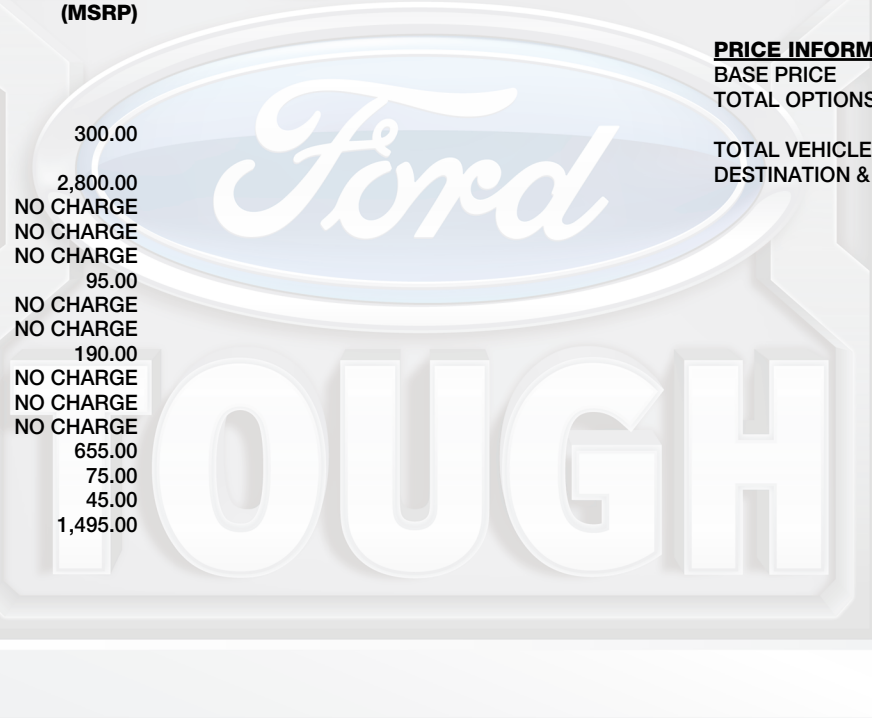 (MSRP)
300.00
2,800.00
NO CHARGE
NO CHARGE
NO CHARGE
95.00
NO CHARGE
NO CHARGE
190.00
NO CHARGE
NO CHARGE
NO CHARGE
655.00
75.00
45.00
1,495.00
PRICE INFORM
BASE PRICE
TOTAL OPTIONS
TOTAL VEHICLE
DESTINATION &
Ford
TOUGH